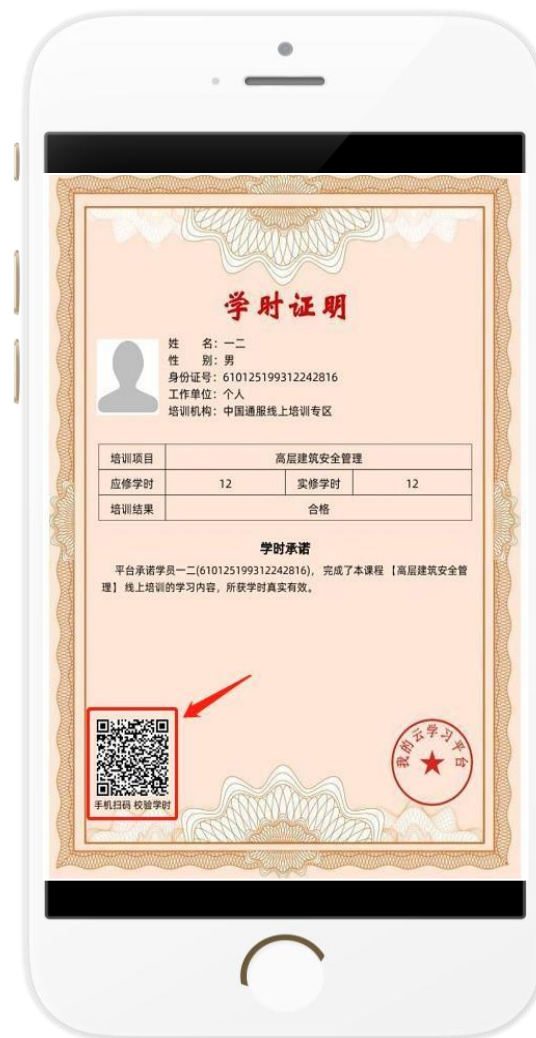 学时证明
姓 名：一二
性 别：男
身份证号：610125199312242816
工作单位：个人
培训机构：中国通服线上培训专区
培训项目 高层建筑安全管理
应修学时 12 实修学时 12
培训结果 合格
学时承诺
平台承诺学员一二(610125199312242816)，完成了本课程【高层建筑安全管
理】线上培训的学习内容，所获学时真实有效。
手机扫码 校验学时
我的云学习平台